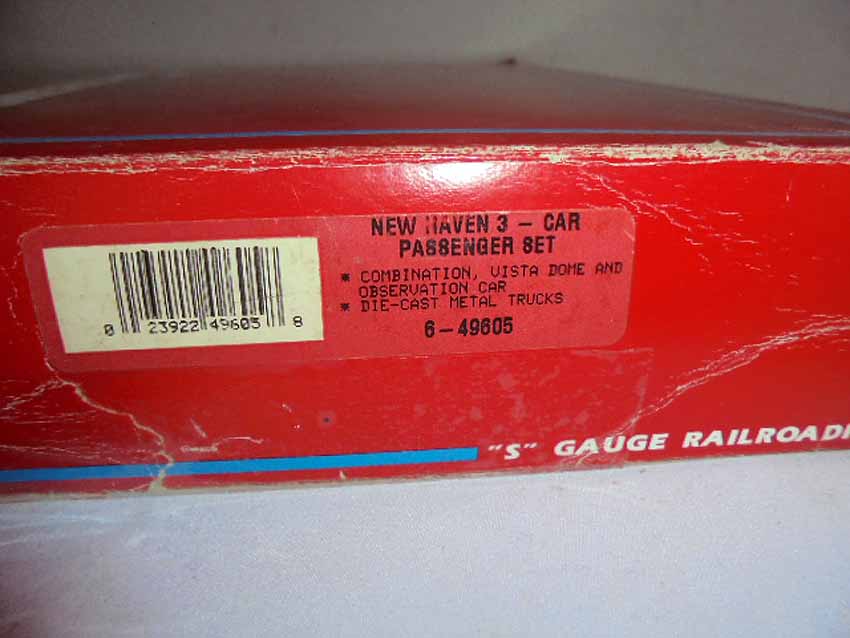 NEW HAVEN 3 - CAR
PASSENGER SET
* COMBINATION, VISTA DOME AND
OBSERVATION CAR
* DIE-CAST METAL TRUCKS
6-49605
0 23922 49605 8
"S" GAUGE RAILROADI